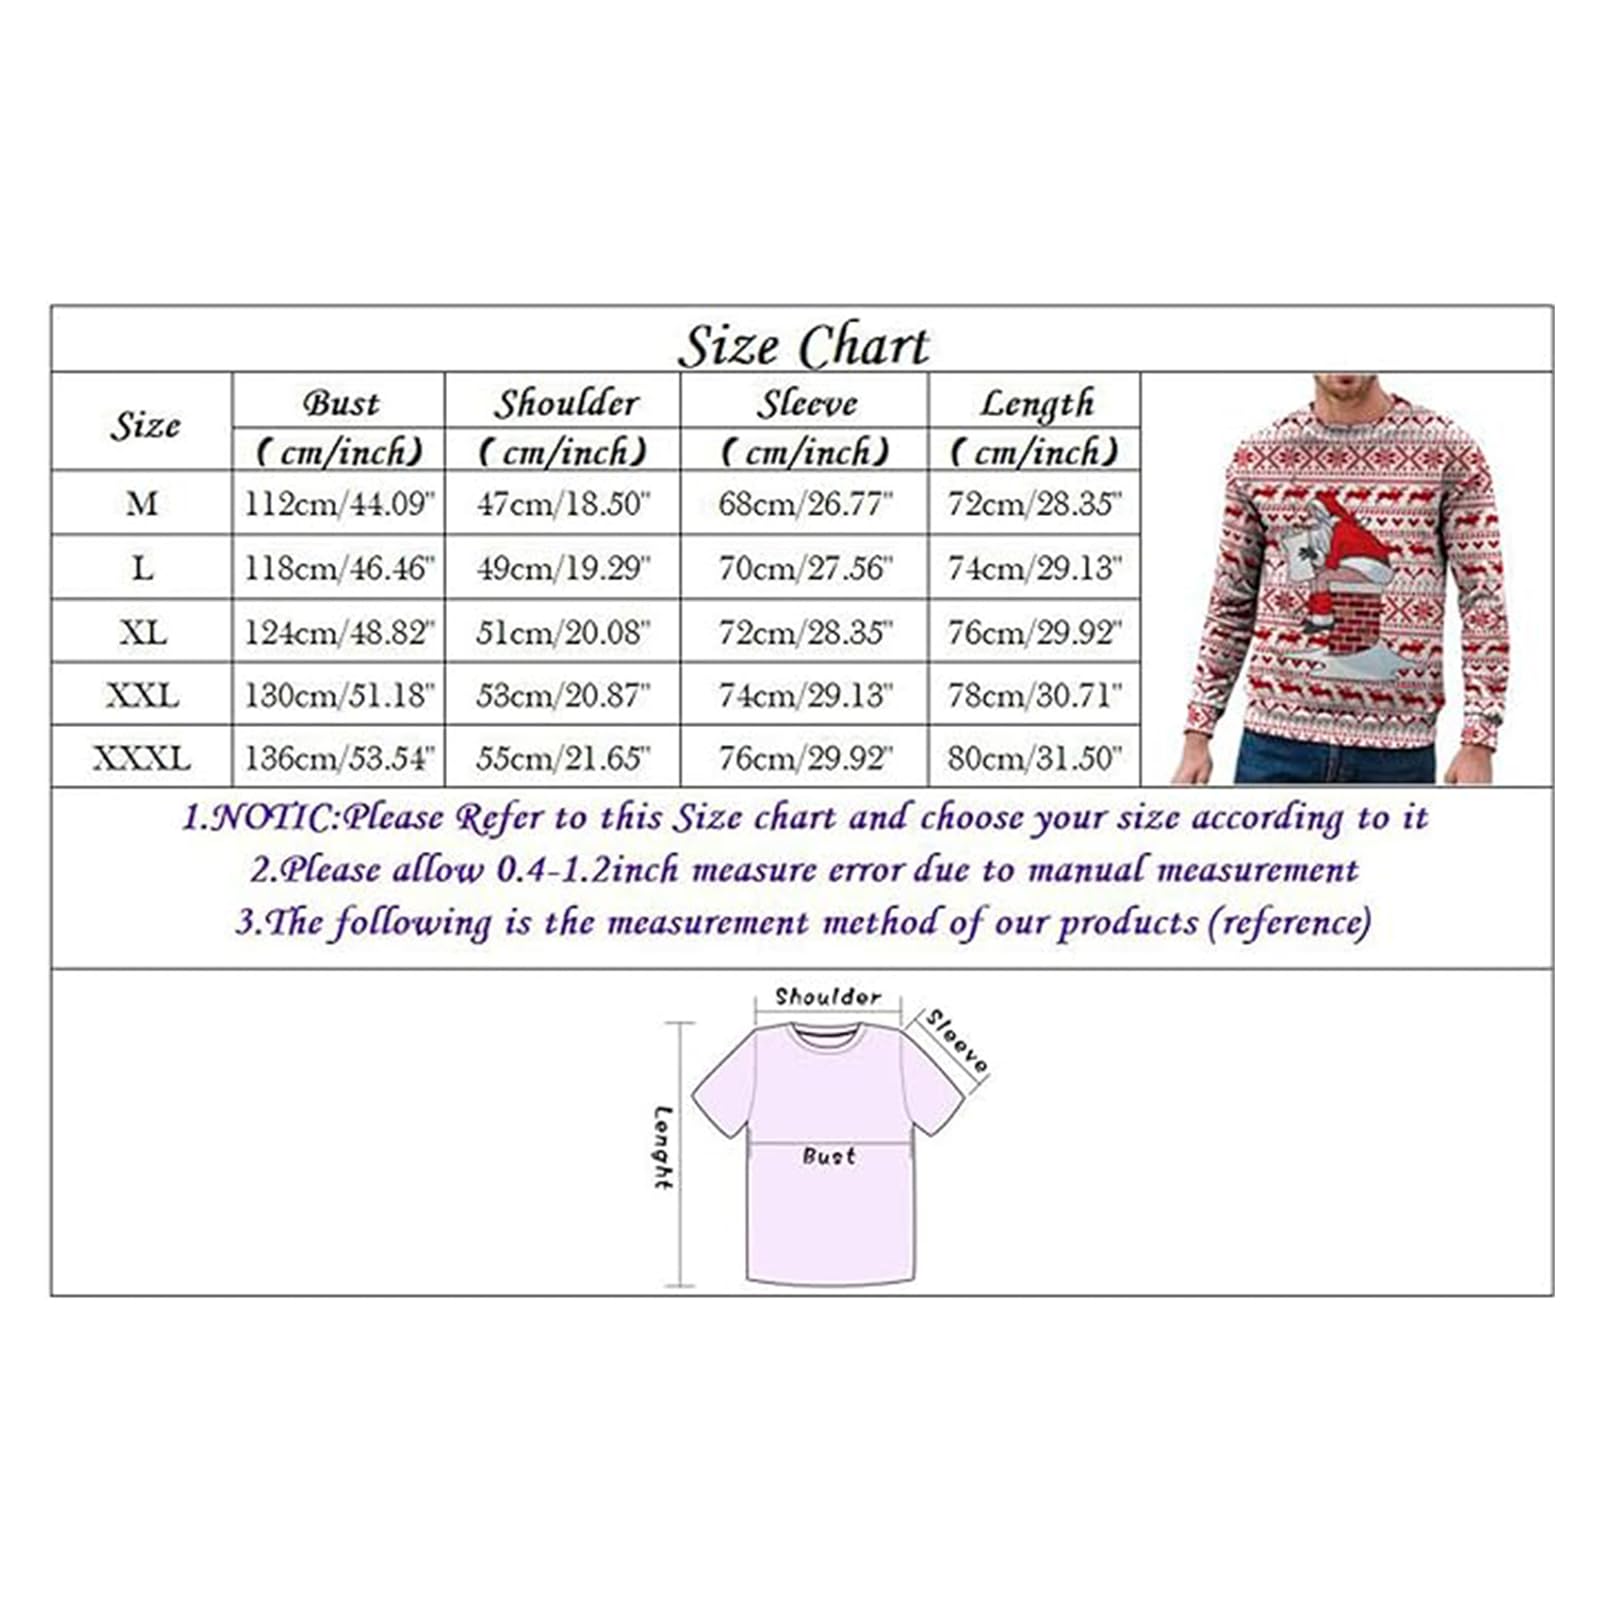 Size Chart
Size Bust Shoulder Sleeve Length
( cm/inch) ( cm/inch) ( cm/inch) ( cm/inch)
M 112cm/44.09" 47cm/18.50" 68cm/26.77" 72cm/28.35"
L 118cm/46.46" 49cm/19.29" 70cm/27.56" 74cm/29.13"
XL 124cm/48.82" 51cm/20.08" 72cm/28.35" 76cm/29.92"
XXL 130cm/51.18" 53cm/20.87" 74cm/29.13" 78cm/30.71"
XXXL 136cm/53.54" 55cm/21.65" 76cm/29.92" 80cm/31.50"
1.NOTIC:Please Refer to this Size chart and choose your size according to it
2.Please allow 0.4-1.2inch measure error due to manual measurement
3.The following is the measurement method of our products (reference)
Shoulder
Sleeve
Lenght
Bust